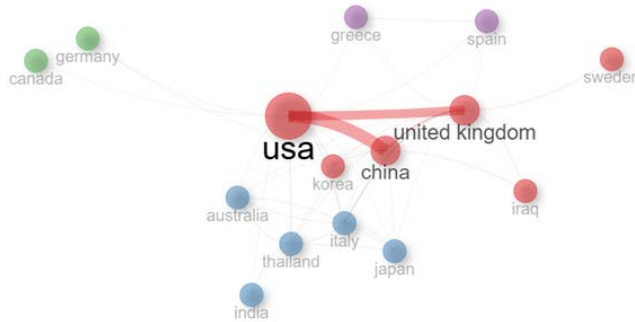 greece
spain
germany
canada
sweden
usa
united kingdom
china
korea
iraq
australia
italy
thailand
japan
india